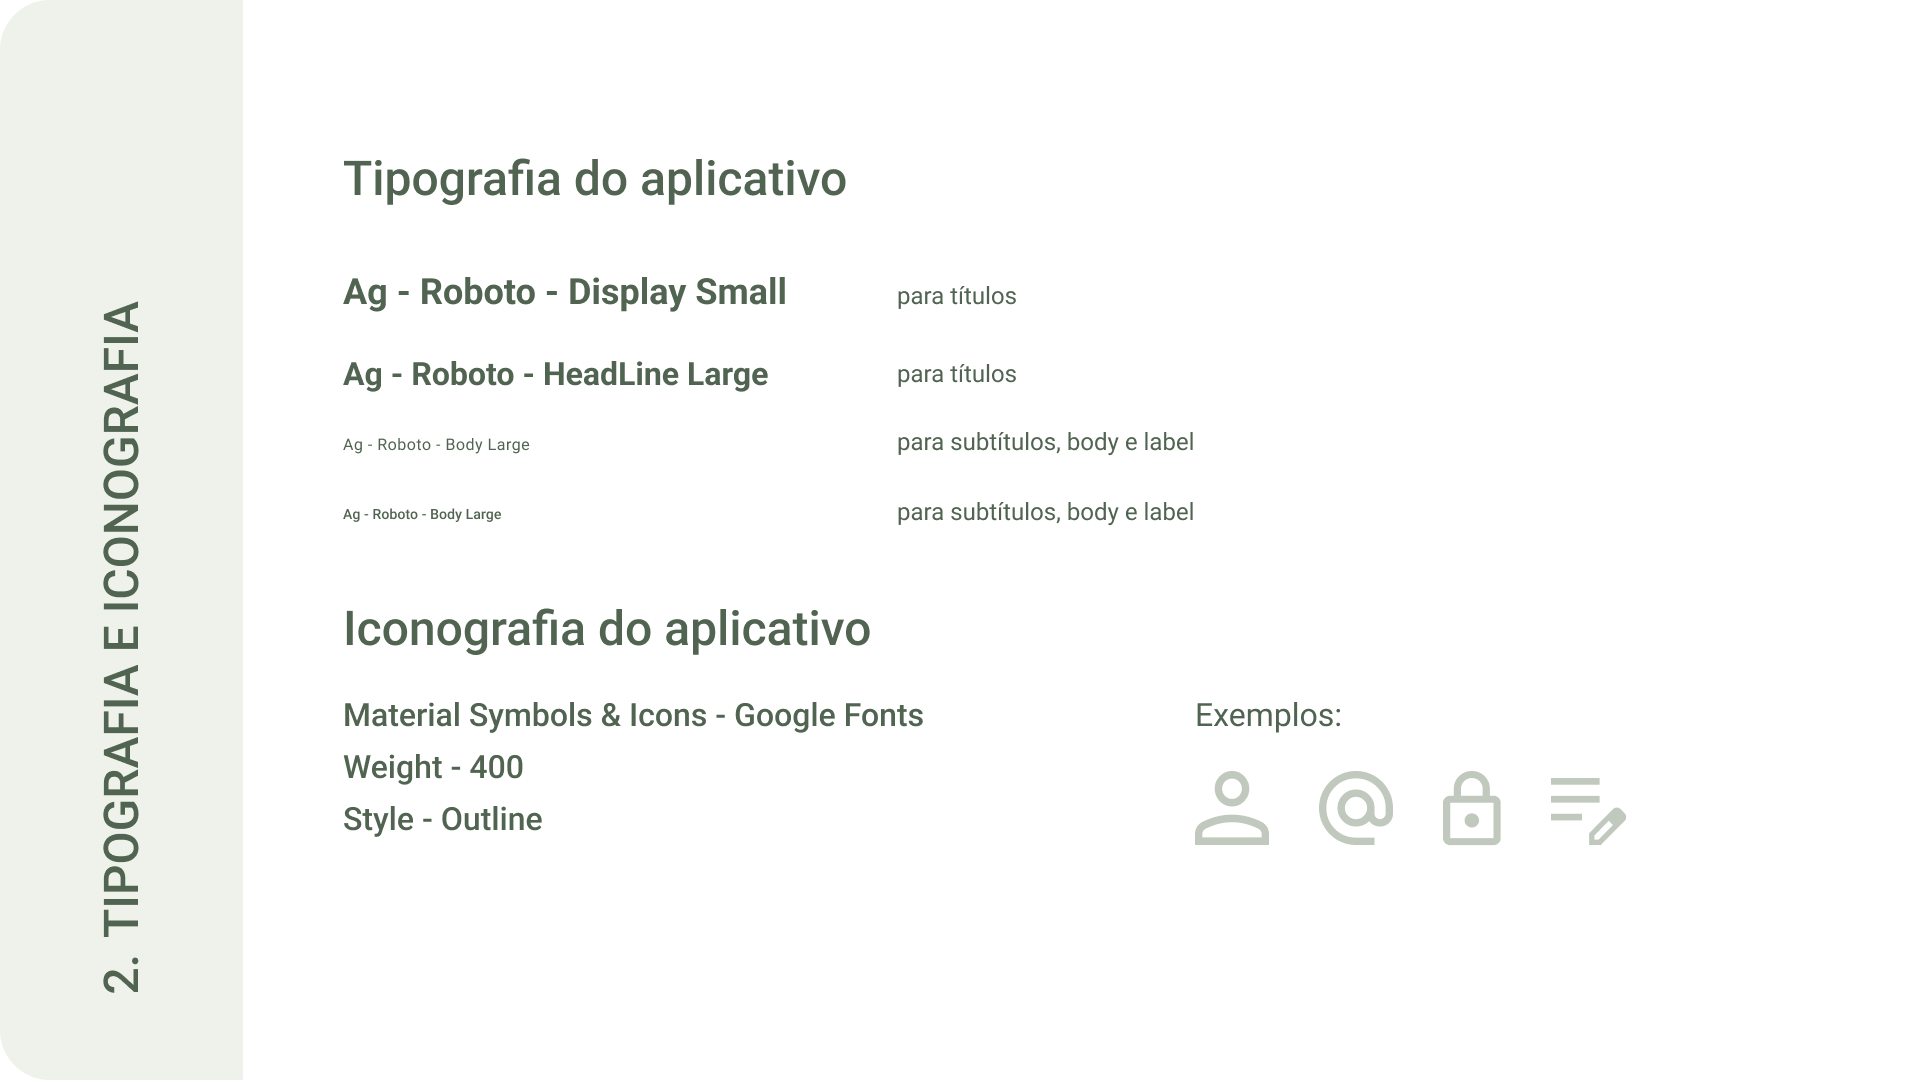 2. TIPOGRAFIA E ICONOGRAFIA
Tipografia do aplicativo
Ag - Roboto - Display Small para títulos
Ag - Roboto - HeadLine Large para títulos
Ag - Roboto - Body Large para subtítulos, body e label
Ag - Roboto - Body Large para subtítulos, body e label
Iconografia do aplicativo
Material Symbols & Icons - Google Fonts
Weight - 400
Style - Outline
Exemplos: